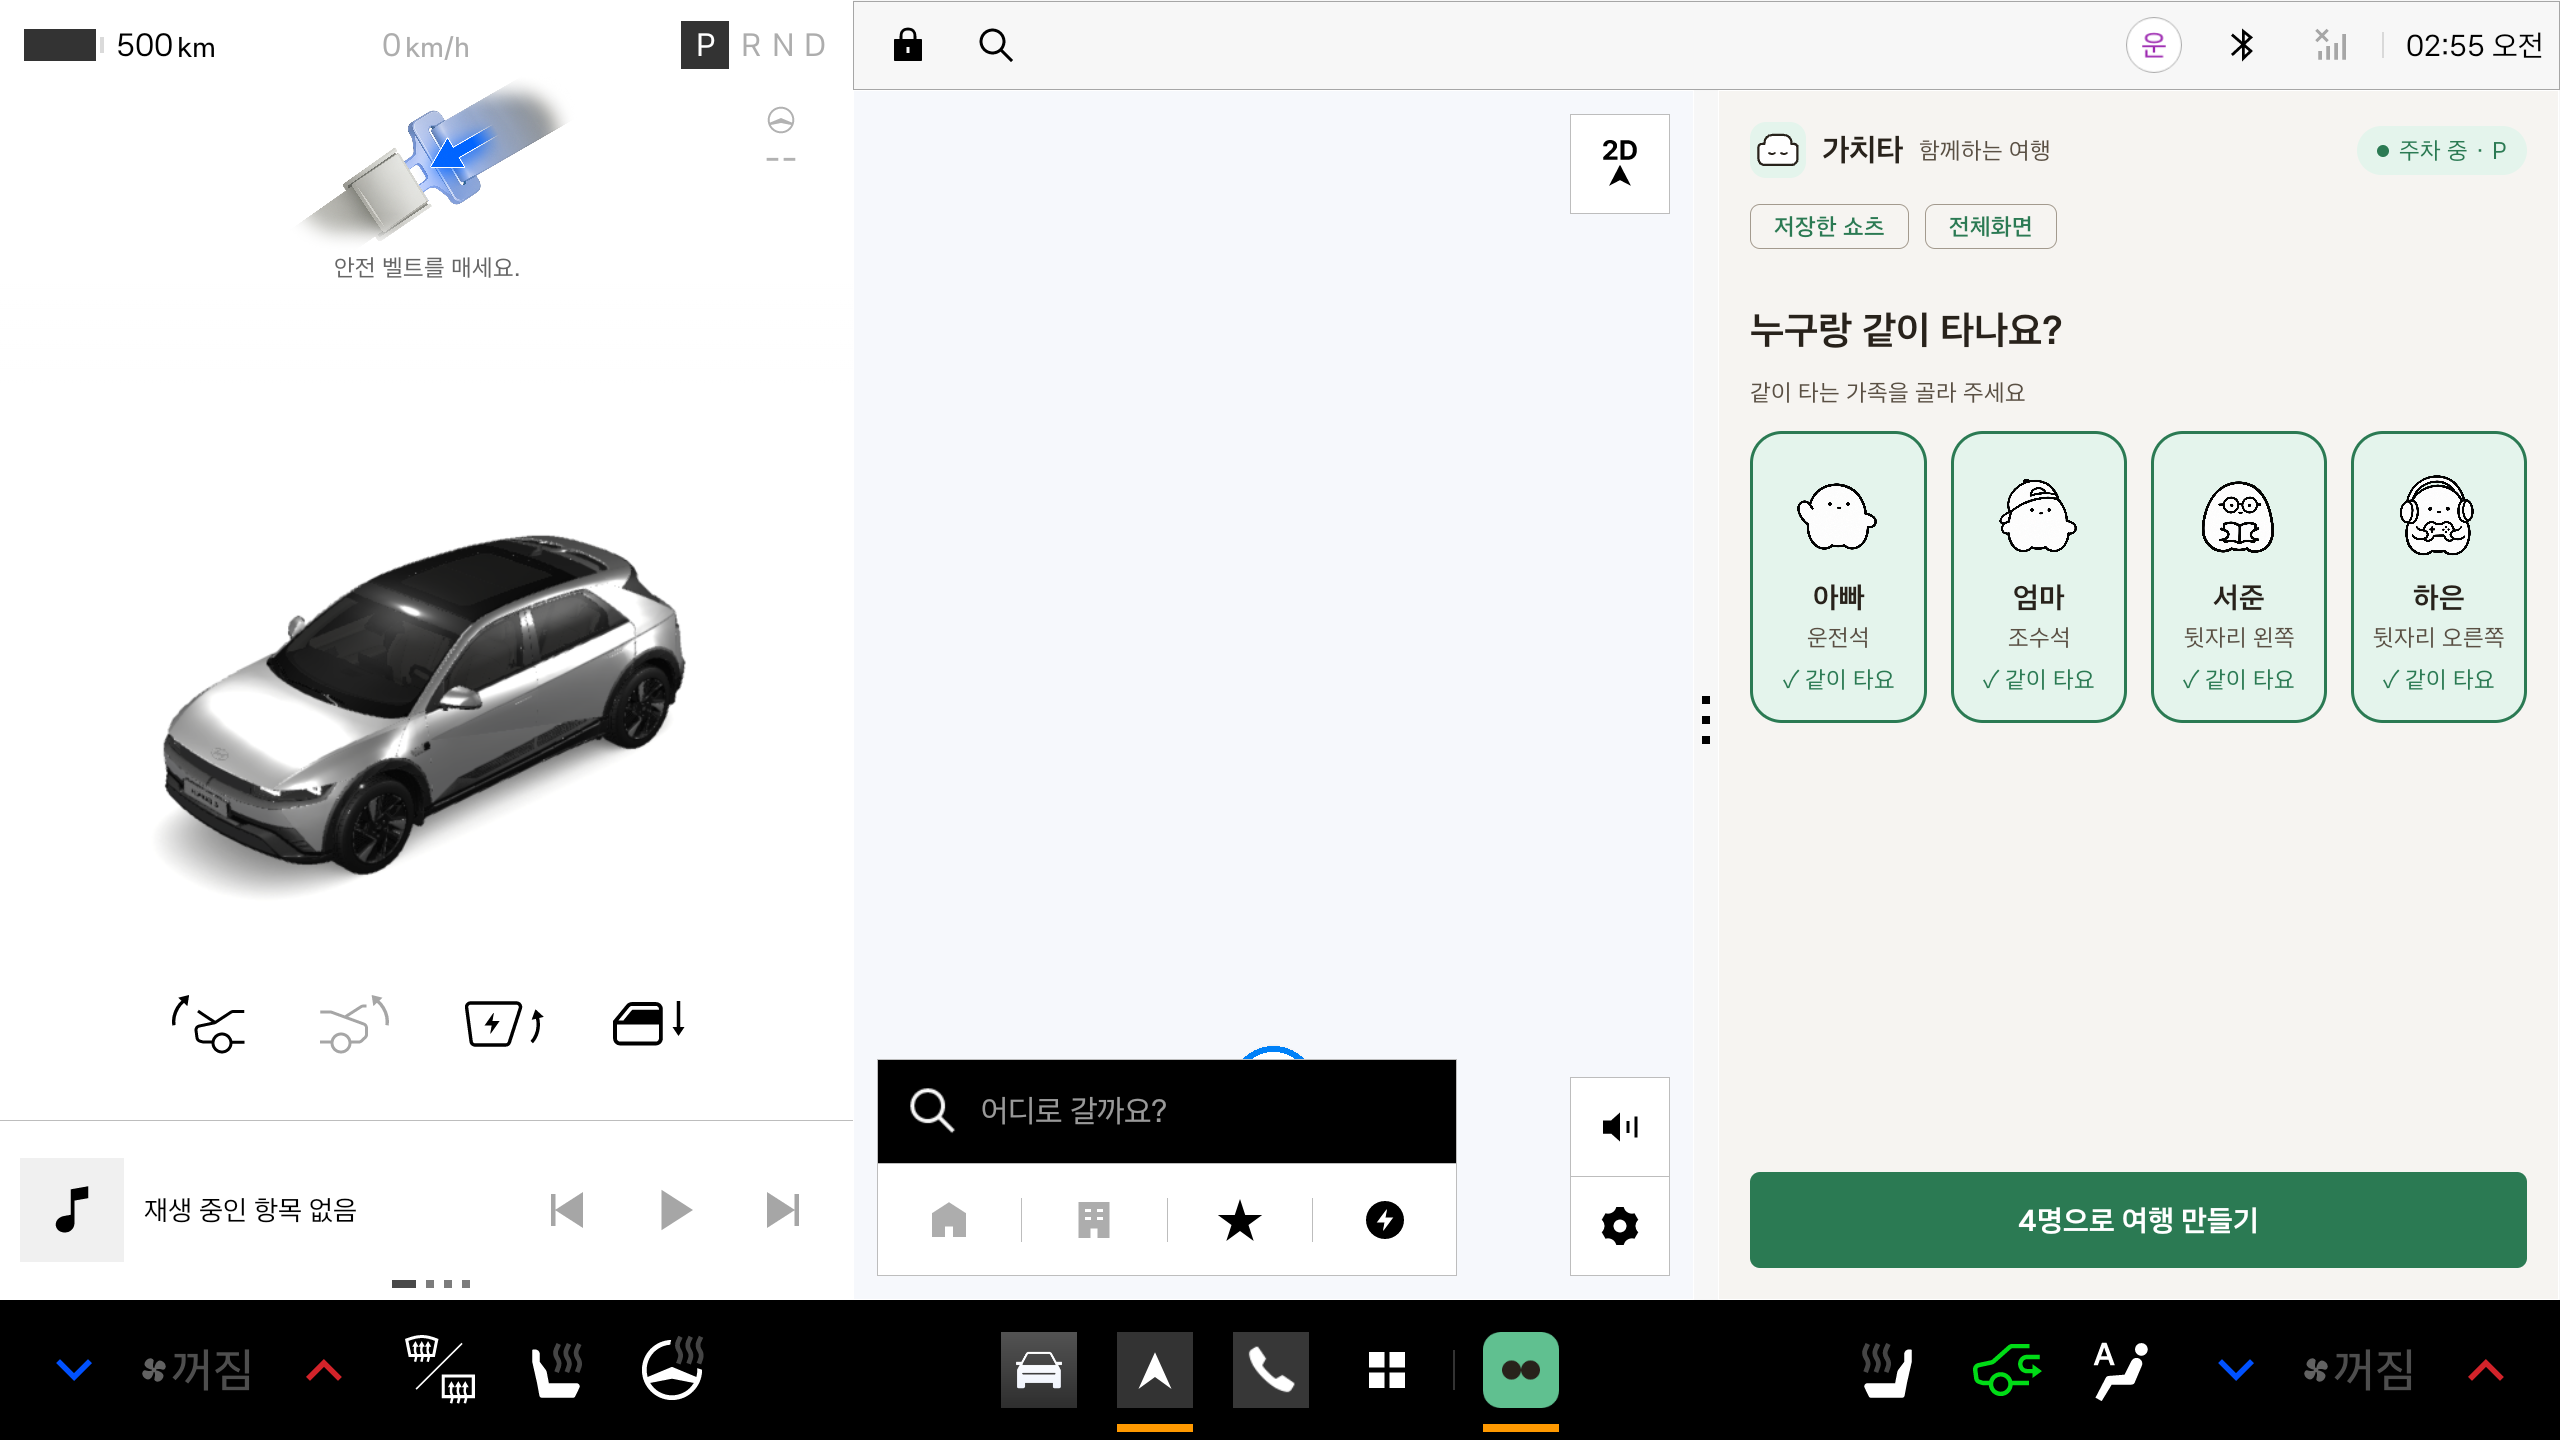 500 km
0 km/h
P R N D
안전 벨트를 매세요.
재생 중인 항목 없음
운
02:55 오전
2D
어디로 갈까요?
가치타 함께하는 여행
주차 중 · P
저장한 쇼츠
전체화면
누구랑 같이 타나요?
같이 타는 가족을 골라 주세요
아빠
운전석
✓ 같이 타요
엄마
조수석
✓ 같이 타요
서준
뒷자리 왼쪽
✓ 같이 타요
하은
뒷자리 오른쪽
✓ 같이 타요
4명으로 여행 만들기
꺼짐
A
꺼짐